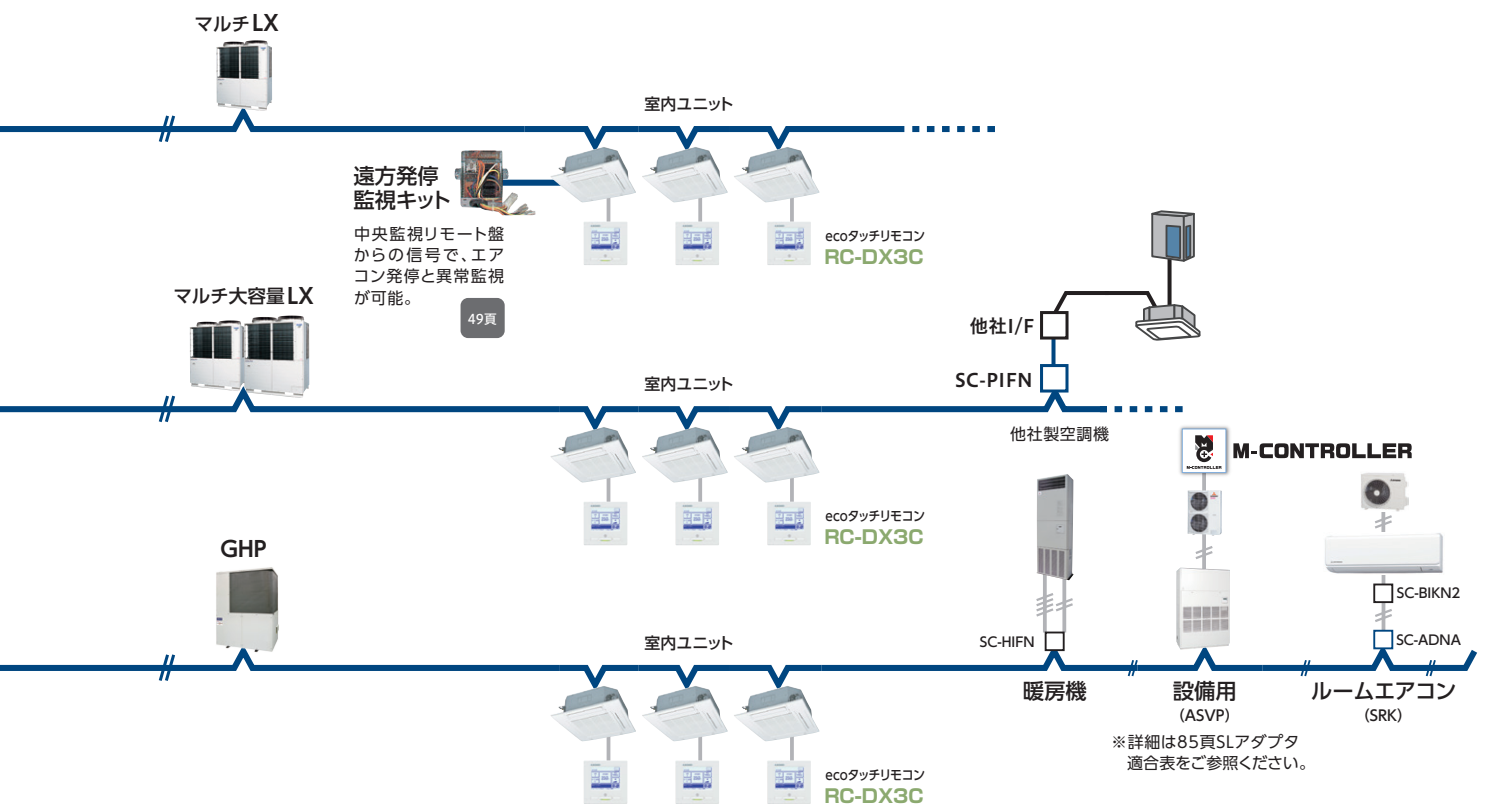 マルチLX
室内ユニット
遠方発停
監視キット
中央監視リモート盤
からの信号で、エア
コン発停と異常監視
が可能。
49頁
ecoタッチリモコン
RC-DX3C
マルチ大容量LX
室内ユニット
他社I/F
SC-PIFN
他社製空調機
ecoタッチリモコン
RC-DX3C
M-CONTROLLER
M-CONTROLLER
GHP
室内ユニット
SC-HIFN
SC-BIKN2
SC-ADNA
暖房機
設備用
(ASVP)
ルームエアコン
(SRK)
※詳細は85頁SLアダプタ
適合表をご参照ください。
ecoタッチリモコン
RC-DX3C